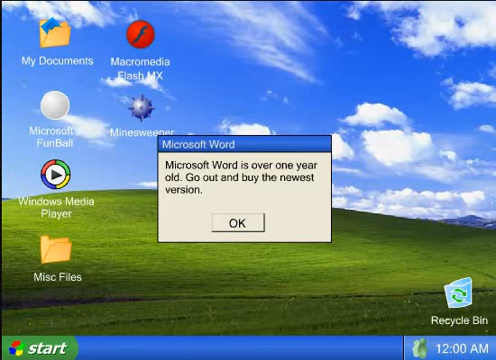 My Documents
Macromedia
Flash MX
Microsoft's
FunBall
Minesweeper
Microsoft Word
Microsoft Word is over one year
old. Go out and buy the newest
version.
OK
Windows Media
Player
Misc Files
Recycle Bin
start
12:00 AM